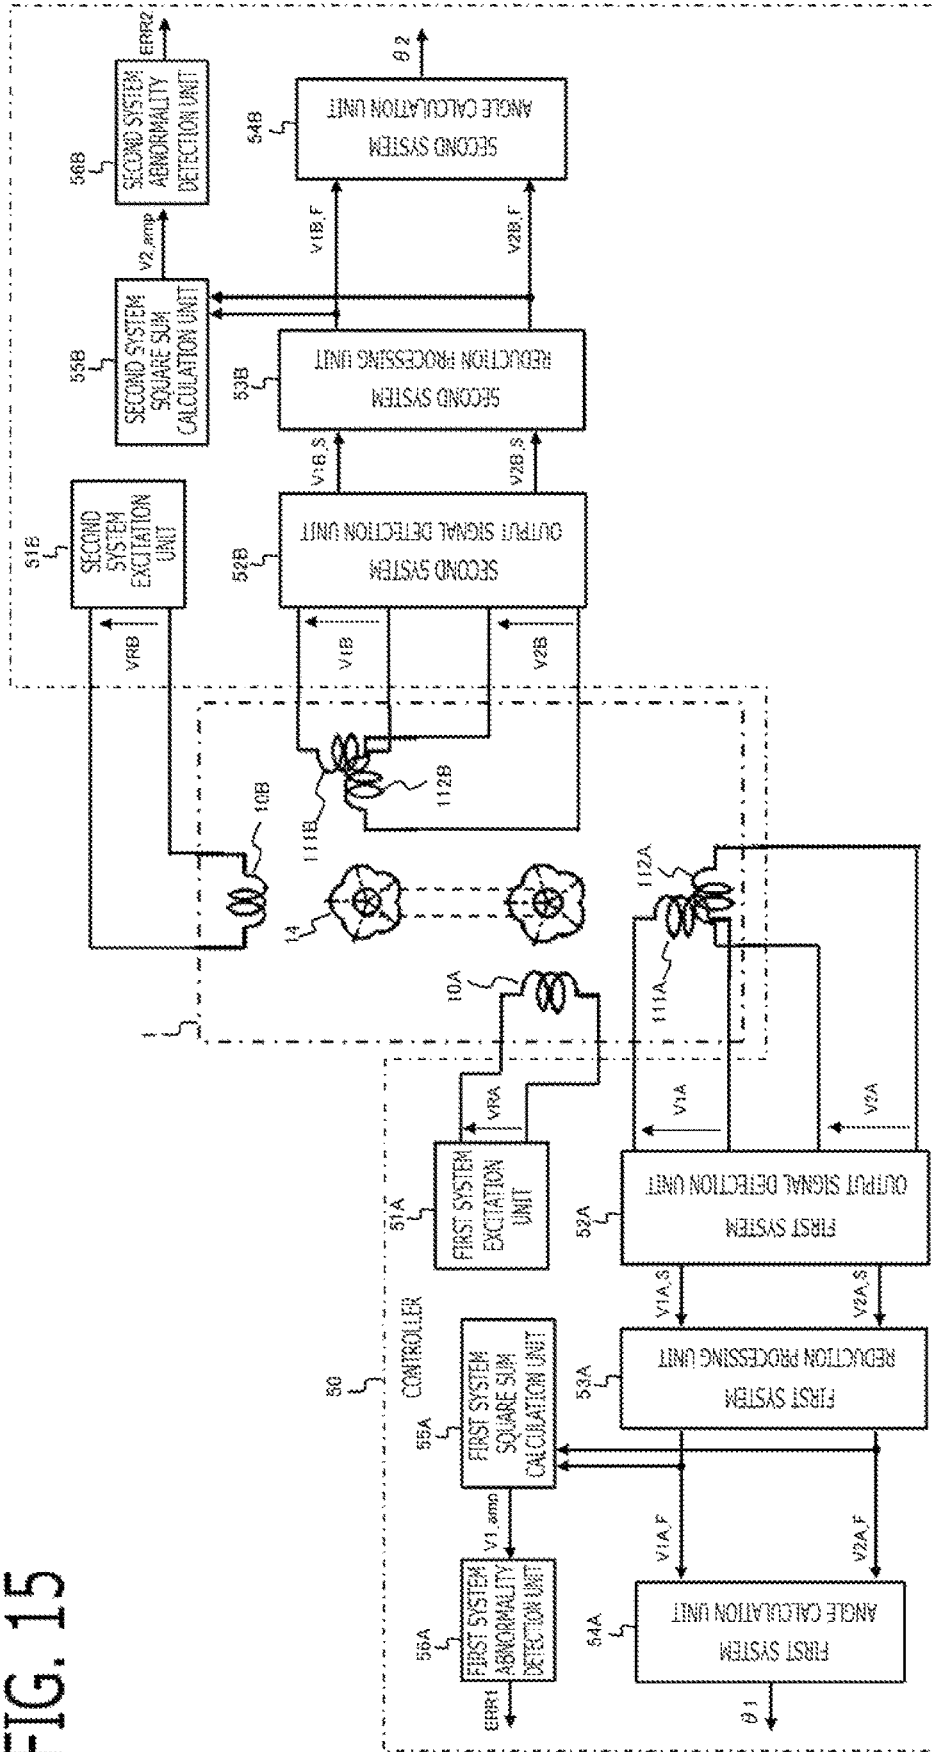 FIG. 15
50
CONTROLLER
56A
FIRST SYSTEM
ABNORMALITY
DETECTION UNIT
ERR1
V1_amp
55A
FIRST SYSTEM
SQUARE SUM
CALCULATION UNIT
51A
FIRST SYSTEM
EXCITATION
UNIT
VRA
54A
FIRST SYSTEM
ANGLE CALCULATION
UNIT
θ1
V1A_F
V2A_F
53A
FIRST SYSTEM
REDUCTION PROCESSING
UNIT
V1A_S
V2A_S
52A
FIRST SYSTEM
OUTPUT SIGNAL DETECTION
UNIT
V1A
V2A
1
10A
14
10B
111A
112A
111B
112B
51B
SECOND
SYSTEM
EXCITATION
UNIT
VRB
V1B
V2B
52B
SECOND SYSTEM
OUTPUT SIGNAL DETECTION UNIT
V1B_S
V2B_S
53B
SECOND SYSTEM
REDUCTION PROCESSING UNIT
55B
SECOND SYSTEM
SQUARE SUM
CALCULATION UNIT
V2_amp
56B
SECOND SYSTEM
ABNORMALITY
DETECTION UNIT
ERR2
V1B_F
V2B_F
54B
SECOND SYSTEM
ANGLE CALCULATION UNIT
θ2